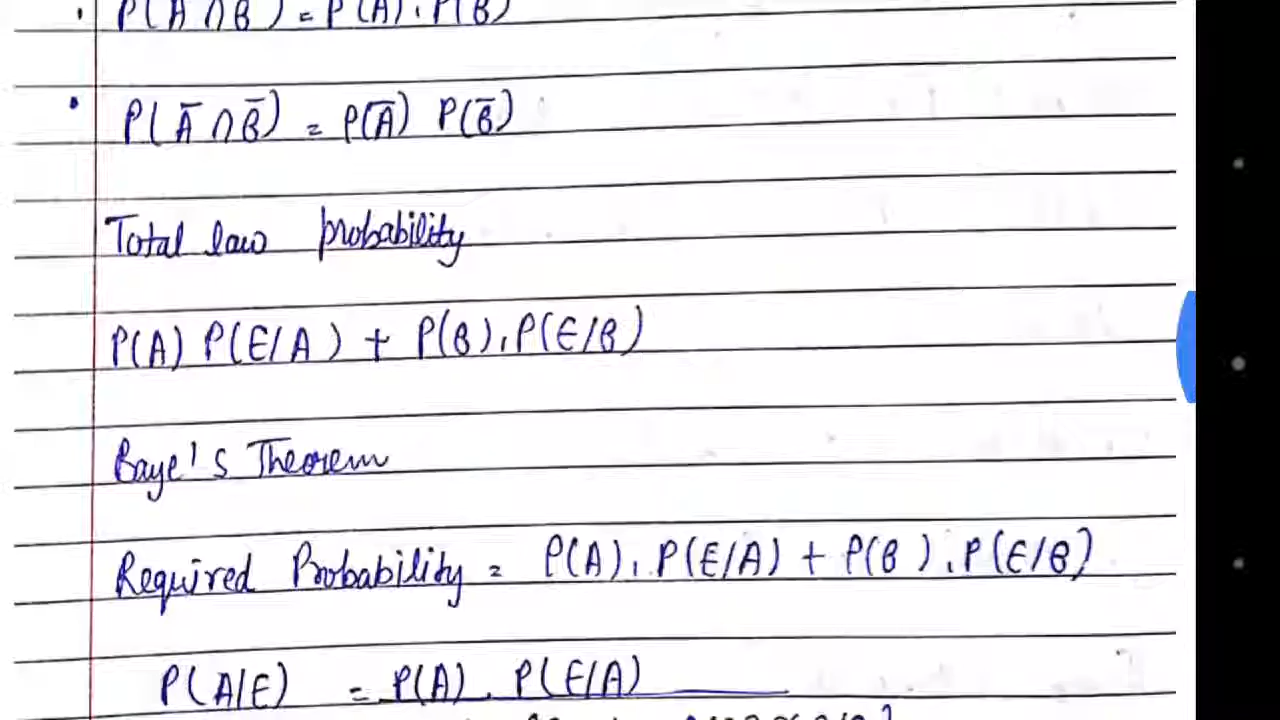 P(A ∩ B) = P(A) . P(B)
P(Ā ∩ B̄) = P(Ā) P(B̄)
Total law probability
P(A) P(E/A) + P(B). P(E/B)
Baye's Theorem
Required Probability = P(A). P(E/A) + P(B). P(E/B)
P(A/E) = P(A). P(E/A)